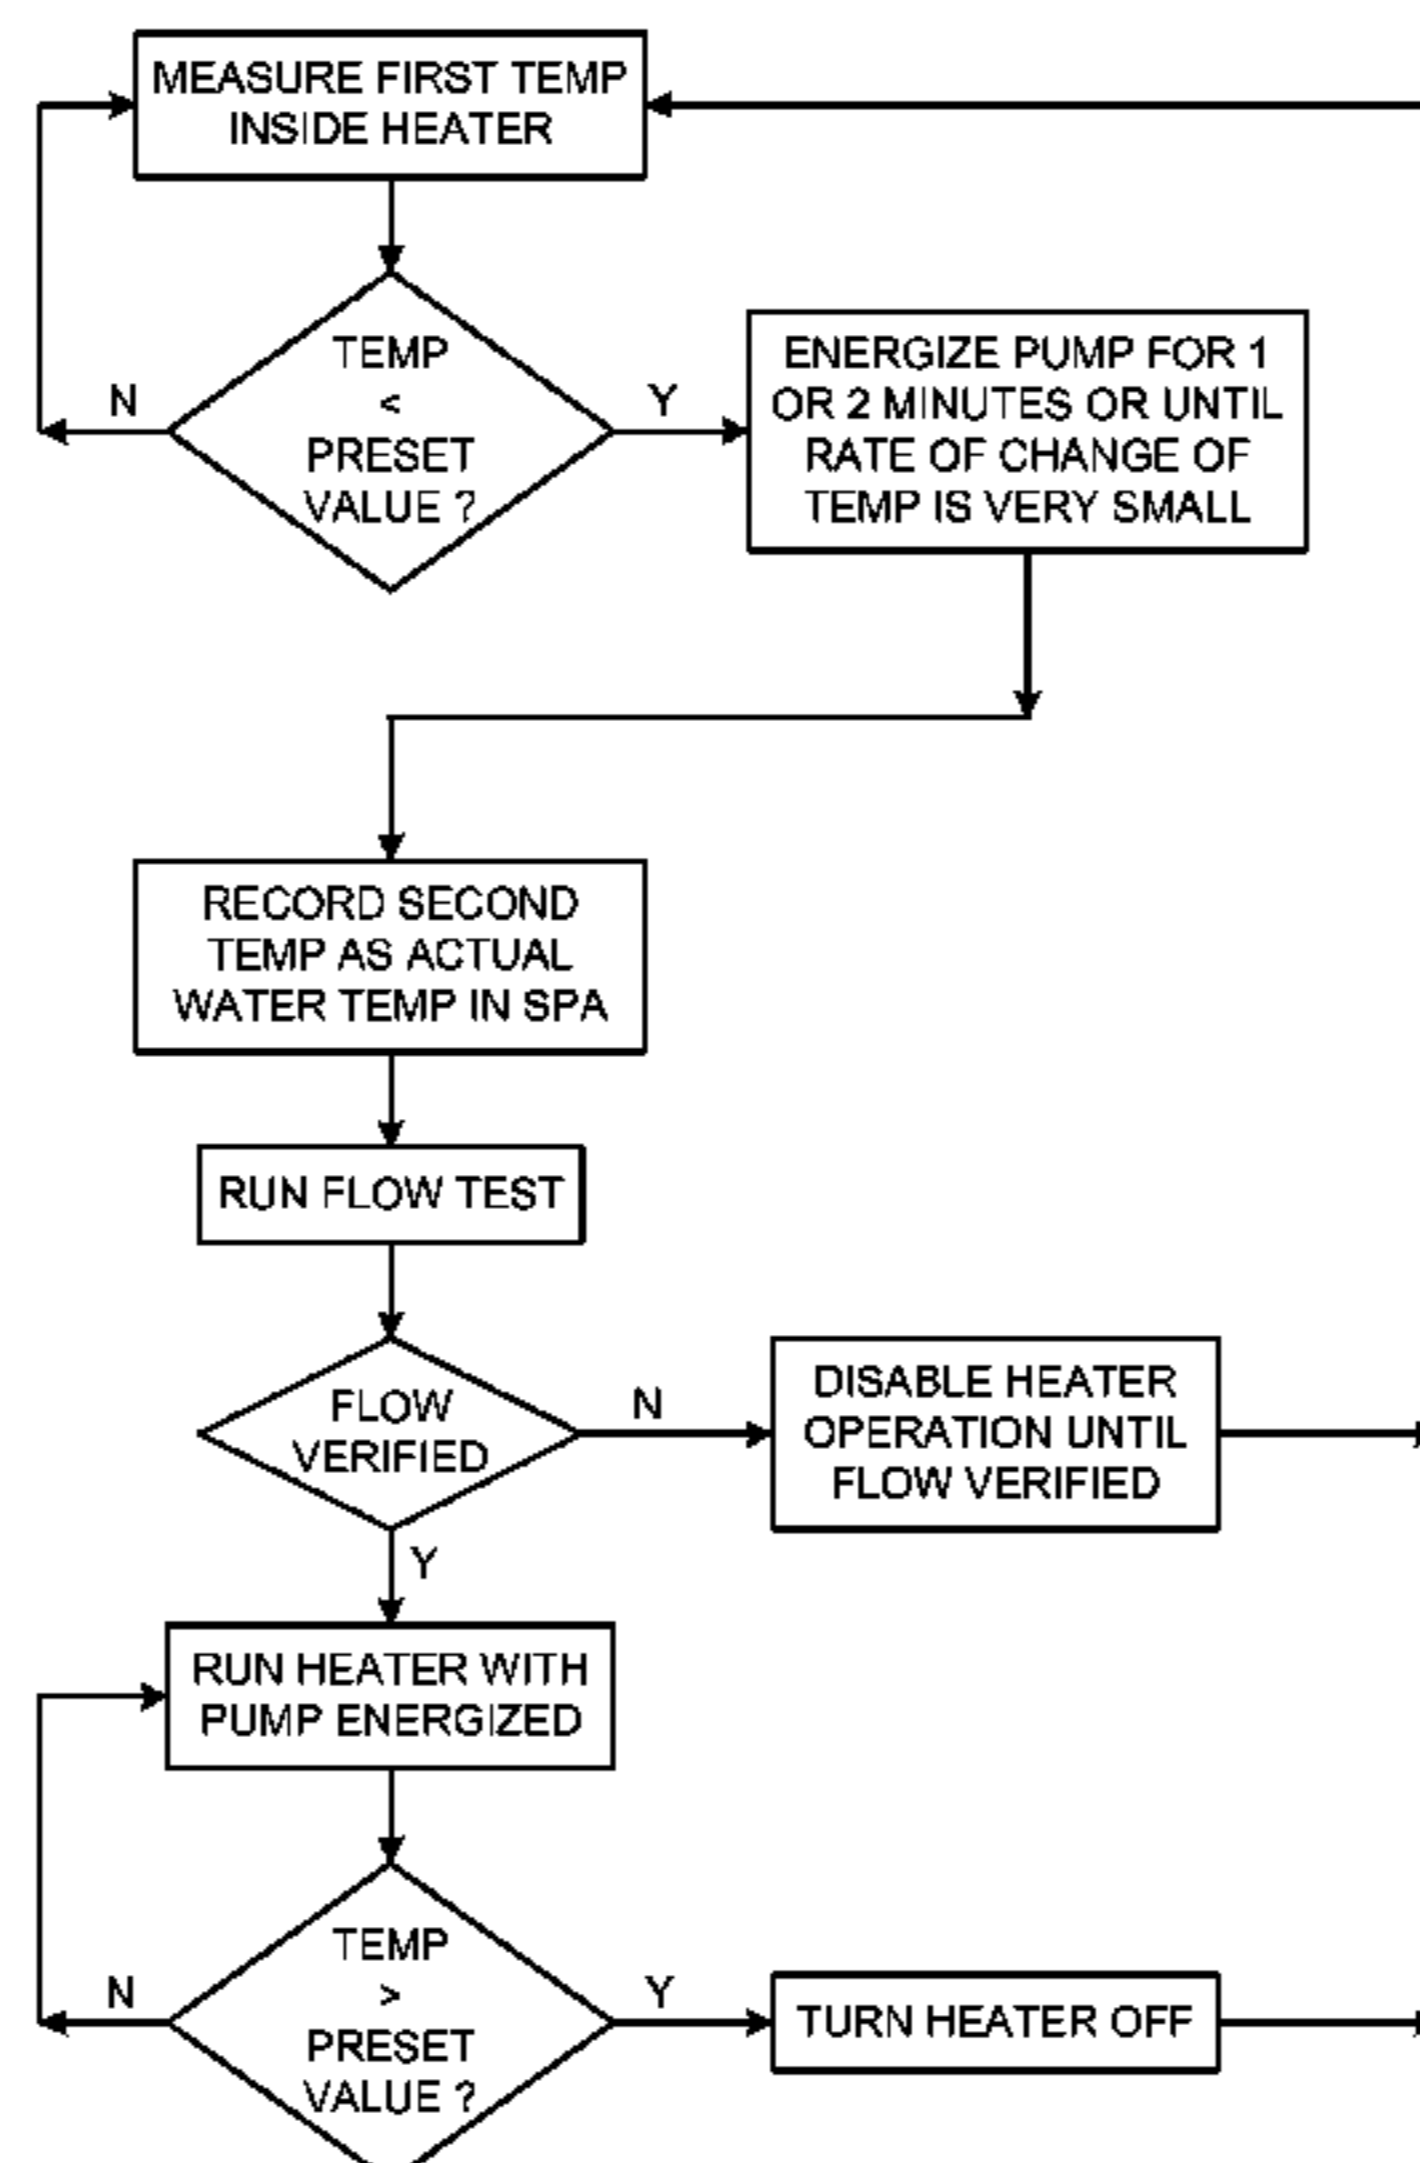 MEASURE FIRST TEMP
INSIDE HEATER
TEMP
<
PRESET
VALUE ?
N
Y
ENERGIZE PUMP FOR 1
OR 2 MINUTES OR UNTIL
RATE OF CHANGE OF
TEMP IS VERY SMALL
RECORD SECOND
TEMP AS ACTUAL
WATER TEMP IN SPA
RUN FLOW TEST
FLOW
VERIFIED
N
DISABLE HEATER
OPERATION UNTIL
FLOW VERIFIED
Y
RUN HEATER WITH
PUMP ENERGIZED
TEMP
>
PRESET
VALUE ?
N
Y
TURN HEATER OFF